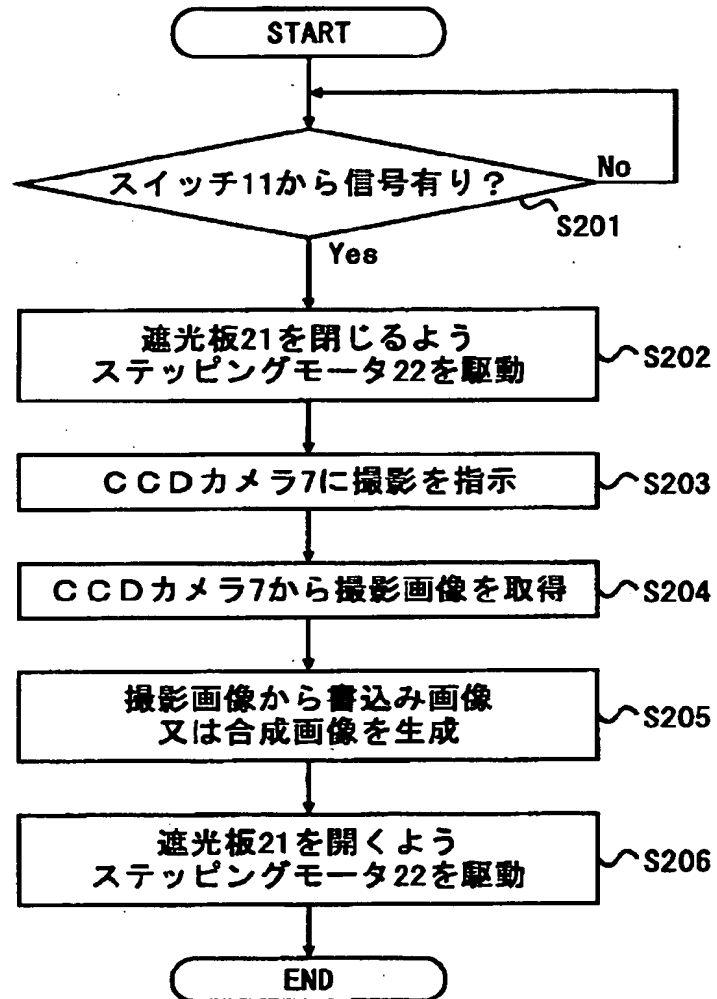 START
スイッチ11から信号有り？
No
S201
Yes
遮光板21を閉じるよう
ステッピングモータ22を駆動
S202
ＣＣＤカメラ7に撮影を指示
S203
ＣＣＤカメラ7から撮影画像を取得
S204
撮影画像から書込み画像
又は合成画像を生成
S205
遮光板21を開くよう
ステッピングモータ22を駆動
S206
END